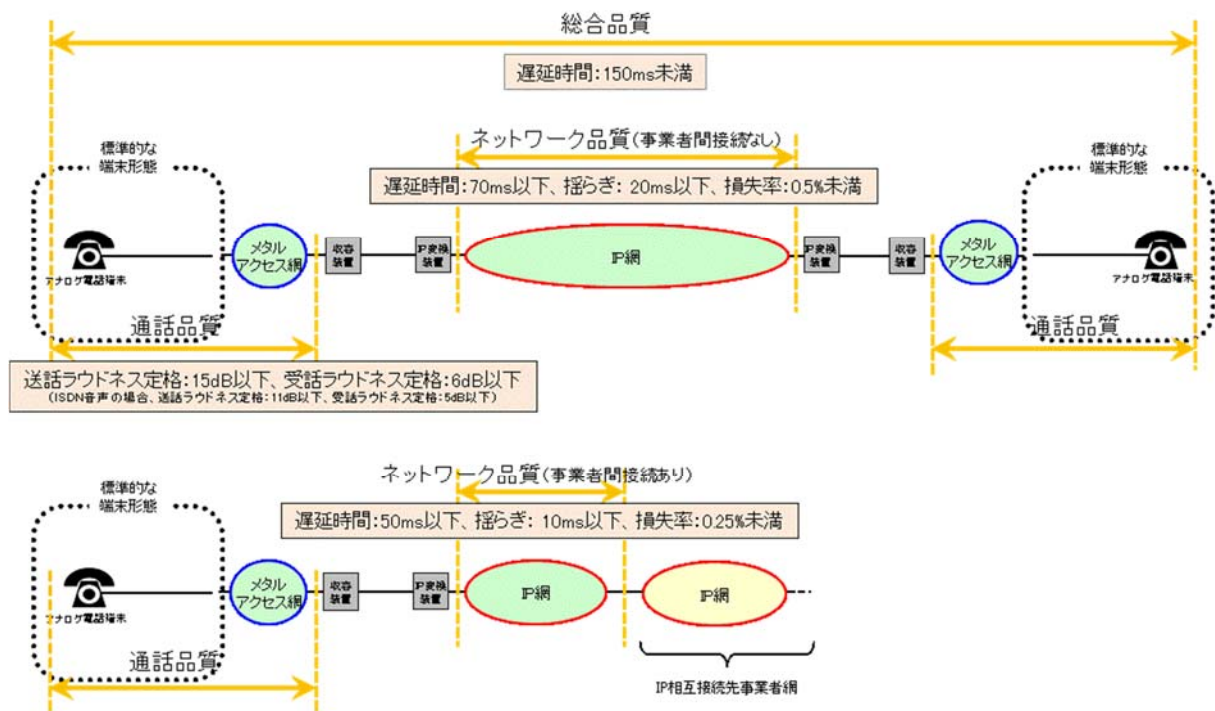 総合品質
遅延時間:150ms未満
ネットワーク品質(事業者間接続なし)
遅延時間:70ms以下、揺らぎ: 20ms以下、損失率:0.5%未満
標準的な
端末形態
標準的な
端末形態
アナログ電話端末
メタル
アクセス網
収容
装置
IP変換
装置
IP網
IP変換
装置
収容
装置
メタル
アクセス網
アナログ電話端末
通話品質
通話品質
送話ラウドネス定格:15dB以下、受話ラウドネス定格:6dB以下
(ISDN音声の場合、送話ラウドネス定格:11dB以下、受話ラウドネス定格:5dB以下)
ネットワーク品質(事業者間接続あり)
遅延時間:50ms以下、揺らぎ: 10ms以下、損失率:0.25%未満
標準的な
端末形態
アナログ電話端末
メタル
アクセス網
収容
装置
IP変換
装置
IP網
IP網
通話品質
IP相互接続先事業者網